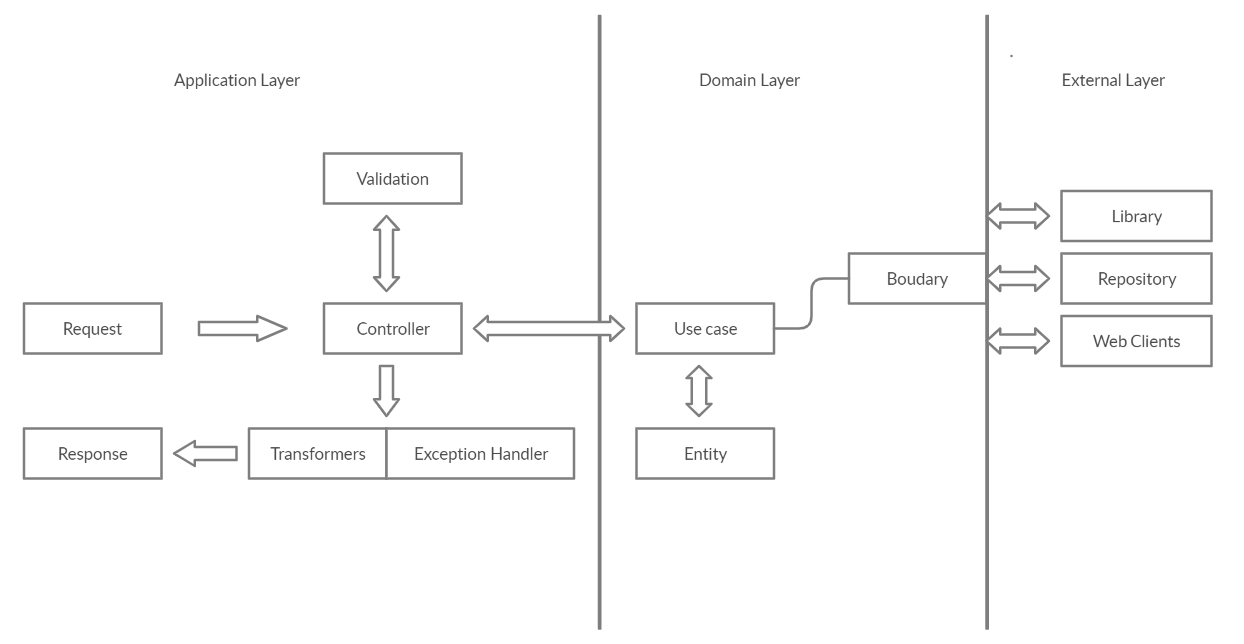 Application Layer
Domain Layer
External Layer
Validation
Library
Boudary
Repository
Request
Controller
Use case
Web Clients
Response
Transformers
Exception Handler
Entity